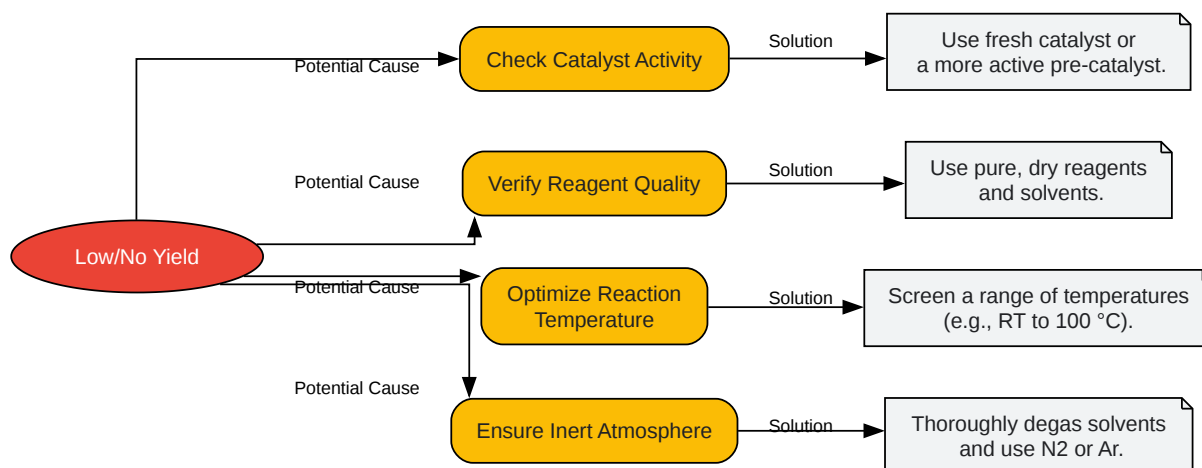 Potential Cause
Check Catalyst Activity
Solution
Use fresh catalyst or
a more active pre-catalyst.
Potential Cause
Verify Reagent Quality
Solution
Use pure, dry reagents
and solvents.
Low/No Yield
Potential Cause
Optimize Reaction
Temperature
Solution
Screen a range of temperatures
(e.g., RT to 100 °C).
Potential Cause
Ensure Inert Atmosphere
Solution
Thoroughly degas solvents
and use N2 or Ar.